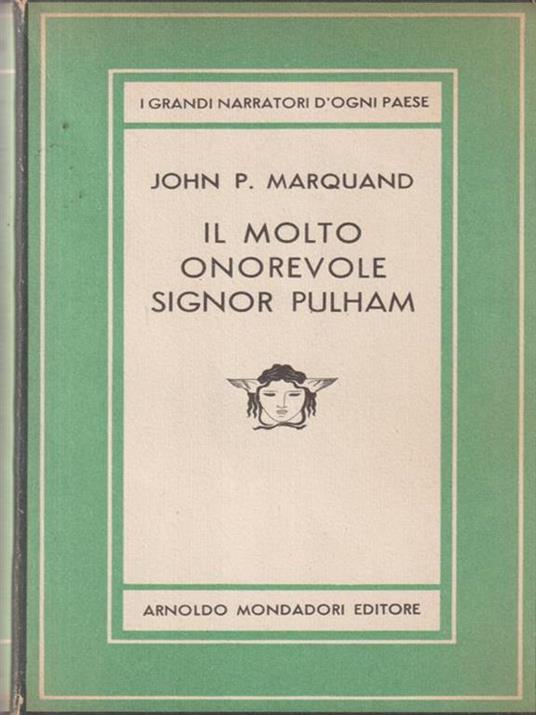 I GRANDI NARRATORI D'OGNI PAESE
JOHN P. MARQUAND
IL MOLTO
ONOREVOLE
SIGNOR PULHAM
ARNOLDO MONDADORI EDITORE